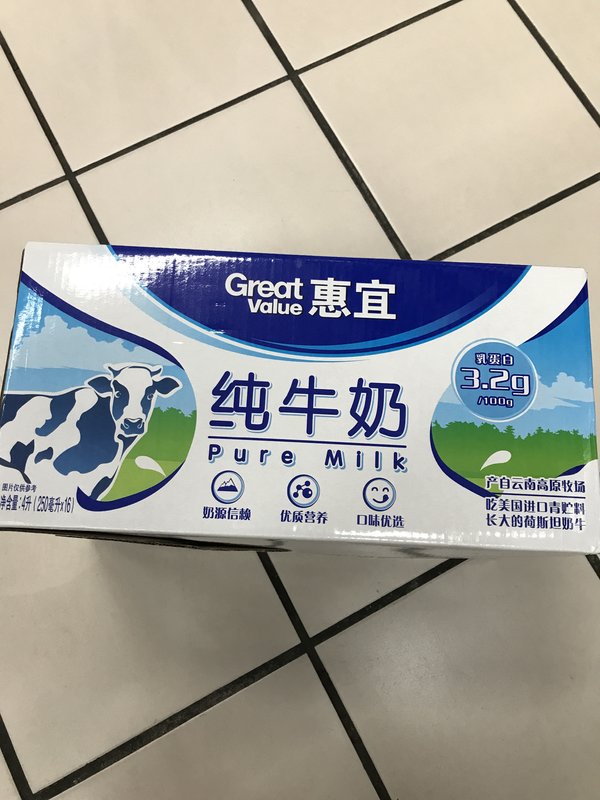 Great
Value
惠宜
乳蛋白
3.2g
/100g
纯牛奶
Pure Milk
奶源信赖
优质营养
口味优选
图片仅供参考
净含量:4升(250毫升x16)
产自云南高原牧场
吃美国进口青贮料
长大的荷斯坦奶牛